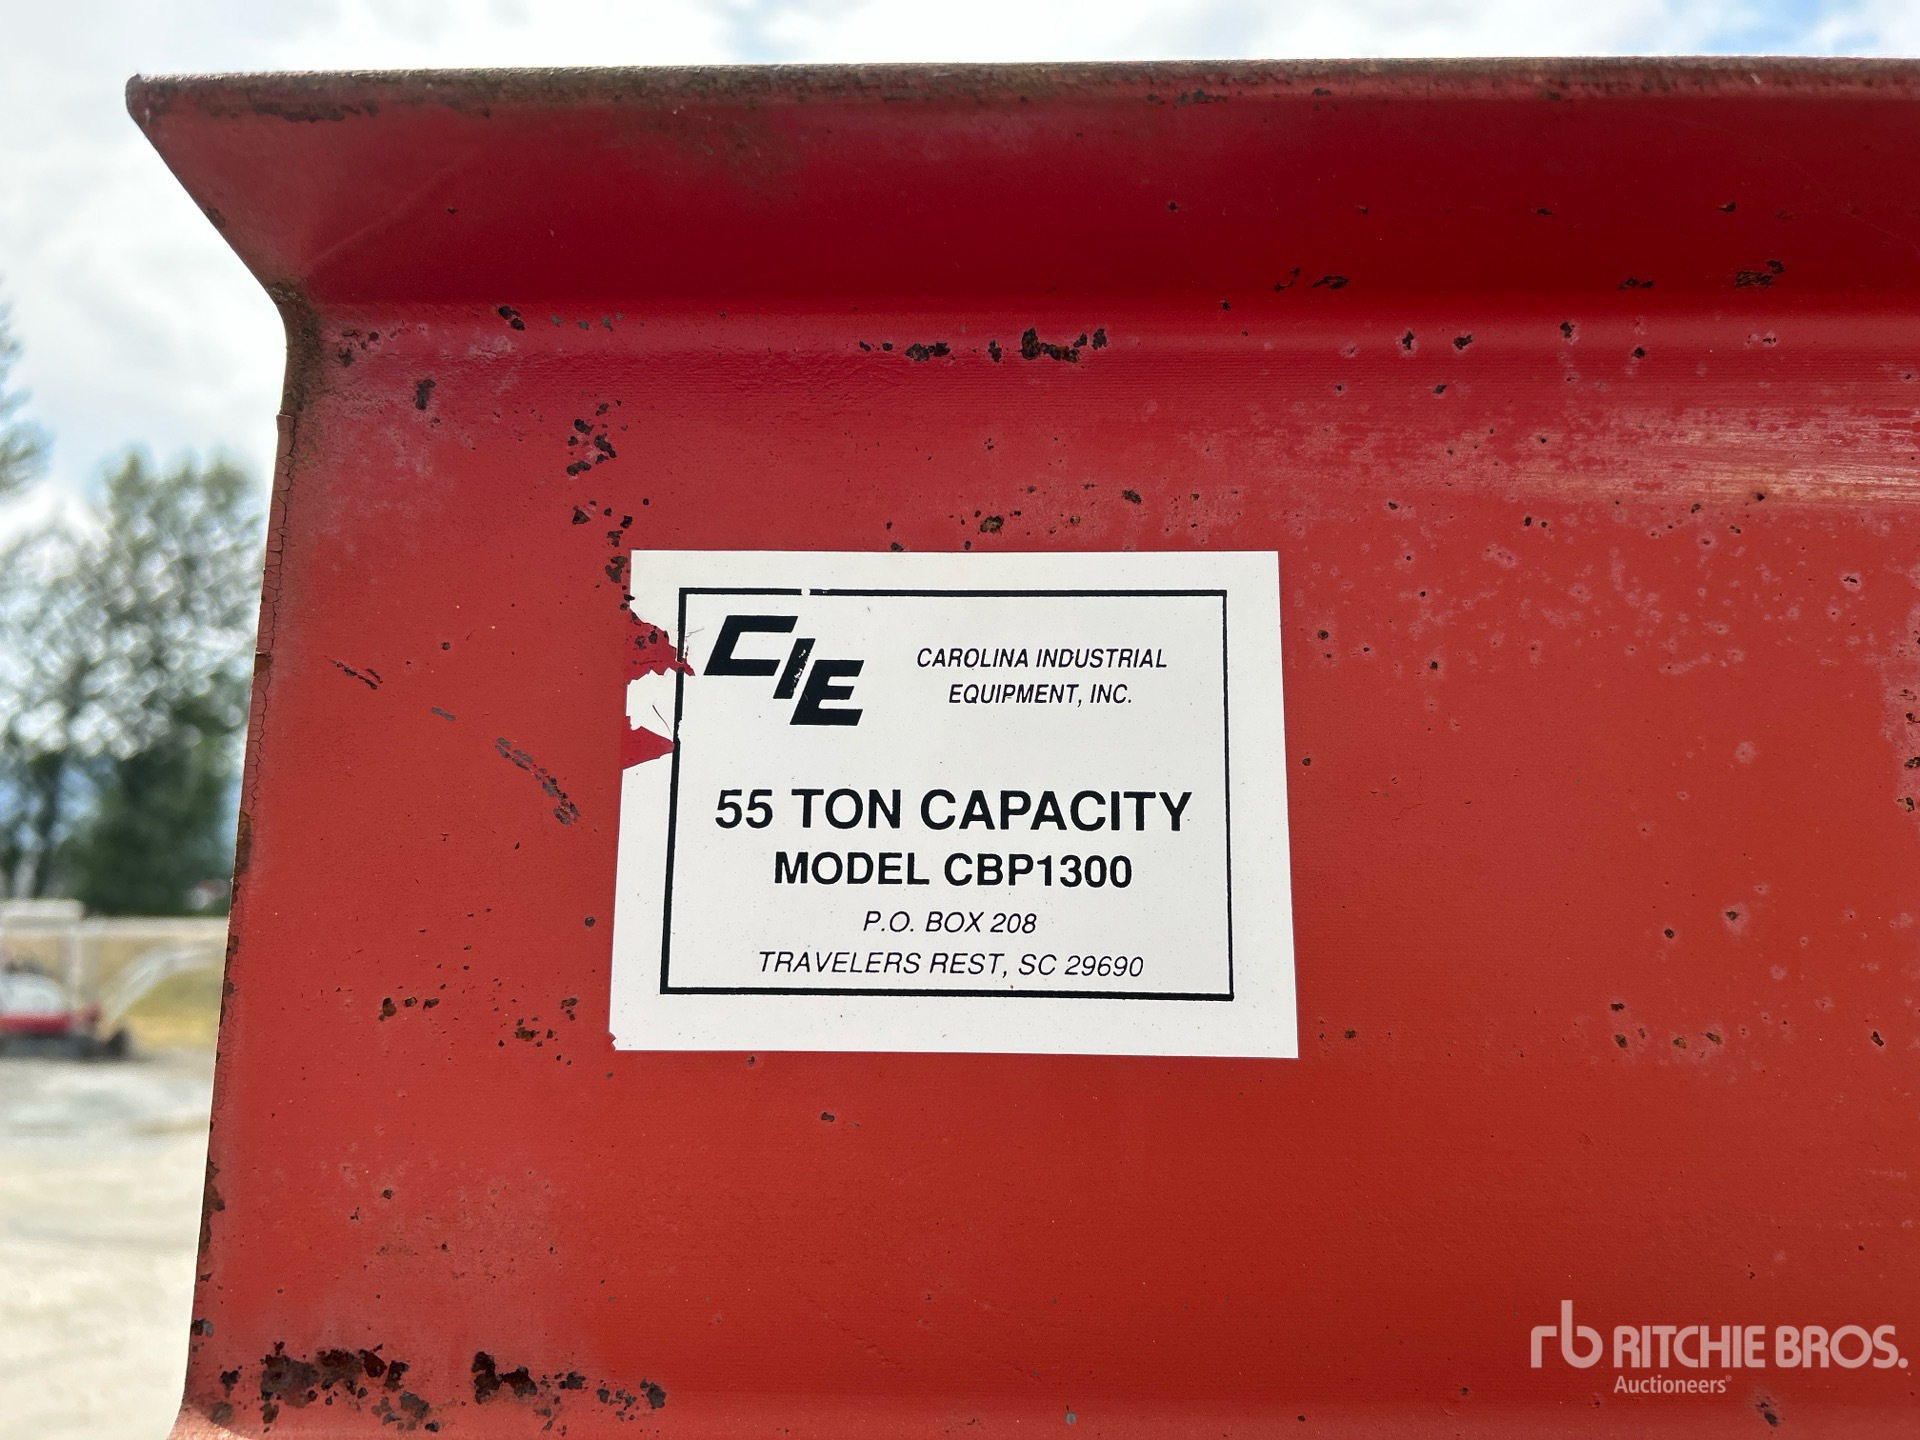 CIE
CAROLINA INDUSTRIAL
EQUIPMENT, INC.
55 TON CAPACITY
MODEL CBP1300
P.O. BOX 208
TRAVELERS REST, SC 29690
rb RITCHIE BROS.
Auctioneers